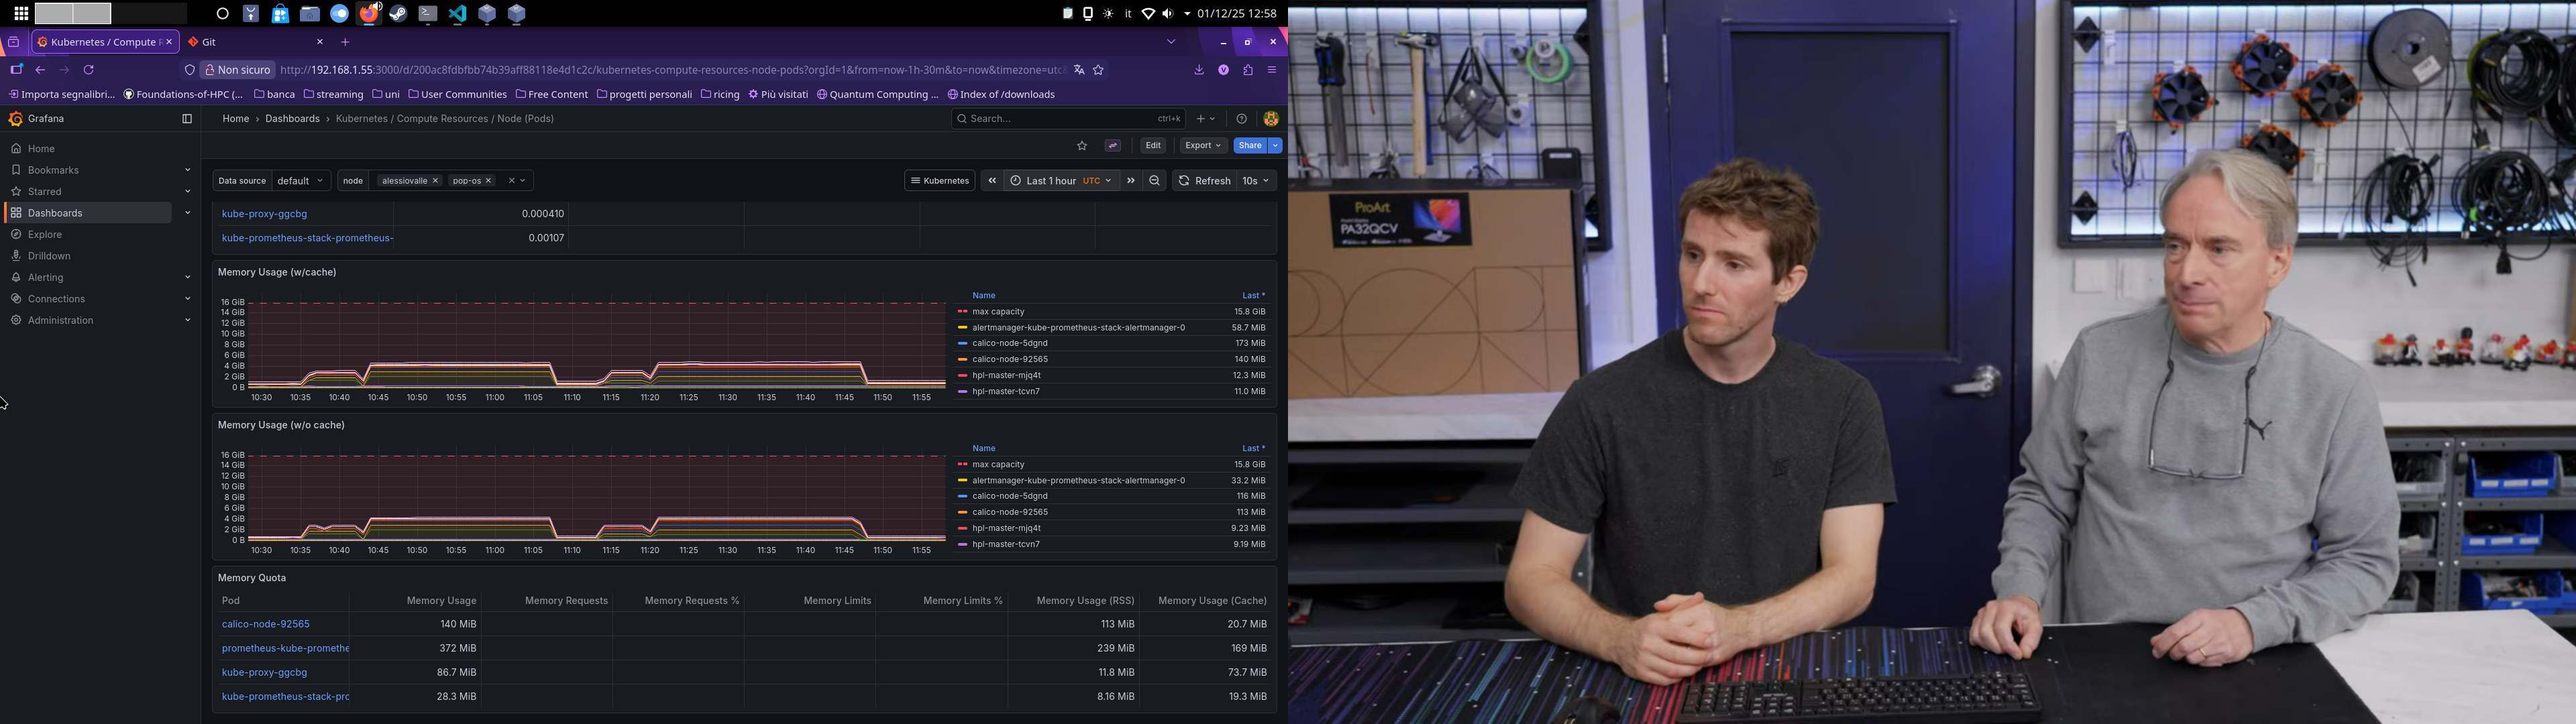 it
01/12/25 12:58
Kubernetes / Compute R
Git
Non sicuro
http://192.168.1.55:3000/d/200ac8fdbfbb74b39aff88118e4d1c2c/kubernetes-compute-resources-node-pods?orgId=1&from=now-1h-30m&to=now&timezone=utc&
Importa segnalibri...
Foundations-of-HPC (...
banca
streaming
uni
User Communities
Free Content
progetti personali
ricing
Più visitati
Quantum Computing ...
Index of /downloads
Grafana
Home › Dashboards › Kubernetes / Compute Resources / Node (Pods)
Search...
ctrl+k
Home
Bookmarks
Starred
Dashboards
Explore
Drilldown
Alerting
Connections
Administration
Edit
Export
Share
Data source
default
node
alessiovalle
pop-os
Kubernetes
Last 1 hour UTC
Refresh
10s
kube-proxy-ggcbg 0.000410
kube-prometheus-stack-prometheus- 0.00107
Memory Usage (w/cache)
16 GiB
14 GiB
12 GiB
10 GiB
8 GiB
6 GiB
4 GiB
2 GiB
0 B
10:30 10:35 10:40 10:45 10:50 10:55 11:00 11:05 11:10 11:15 11:20 11:25 11:30 11:35 11:40 11:45 11:50 11:55
Name Last *
max capacity 15.8 GiB
alertmanager-kube-prometheus-stack-alertmanager-0 58.7 MiB
calico-node-5dgnd 173 MiB
calico-node-92565 140 MiB
hpl-master-mjq4t 12.3 MiB
hpl-master-tcvn7 11.0 MiB
Memory Usage (w/o cache)
16 GiB
14 GiB
12 GiB
10 GiB
8 GiB
6 GiB
4 GiB
2 GiB
0 B
10:30 10:35 10:40 10:45 10:50 10:55 11:00 11:05 11:10 11:15 11:20 11:25 11:30 11:35 11:40 11:45 11:50 11:55
Name Last *
max capacity 15.8 GiB
alertmanager-kube-prometheus-stack-alertmanager-0 33.2 MiB
calico-node-5dgnd 116 MiB
calico-node-92565 113 MiB
hpl-master-mjq4t 9.23 MiB
hpl-master-tcvn7 9.19 MiB
Memory Quota
Pod Memory Usage Memory Requests Memory Requests % Memory Limits Memory Limits % Memory Usage (RSS) Memory Usage (Cache)
calico-node-92565 140 MiB 113 MiB 20.7 MiB
prometheus-kube-promethe 372 MiB 239 MiB 169 MiB
kube-proxy-ggcbg 86.7 MiB 11.8 MiB 73.7 MiB
kube-prometheus-stack-pro 28.3 MiB 8.16 MiB 19.3 MiB
ProArt
Display
PA32QCV